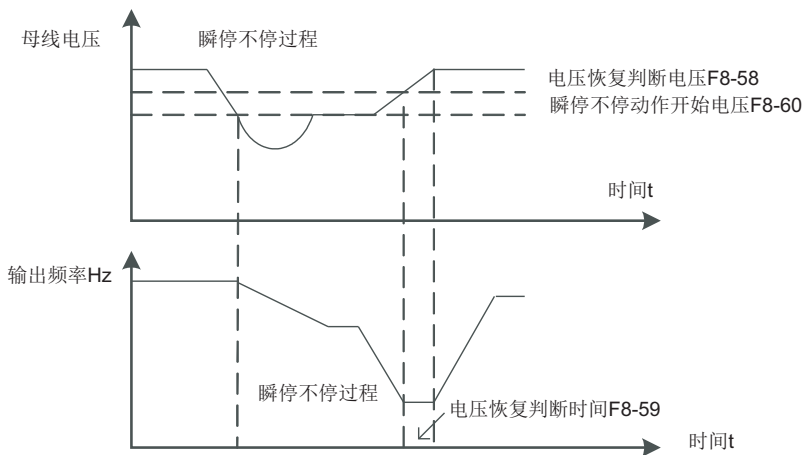 母线电压
瞬停不停过程
电压恢复判断电压F8-58
瞬停不停动作开始电压F8-60
时间t
输出频率Hz
瞬停不停过程
电压恢复判断时间F8-59
时间t